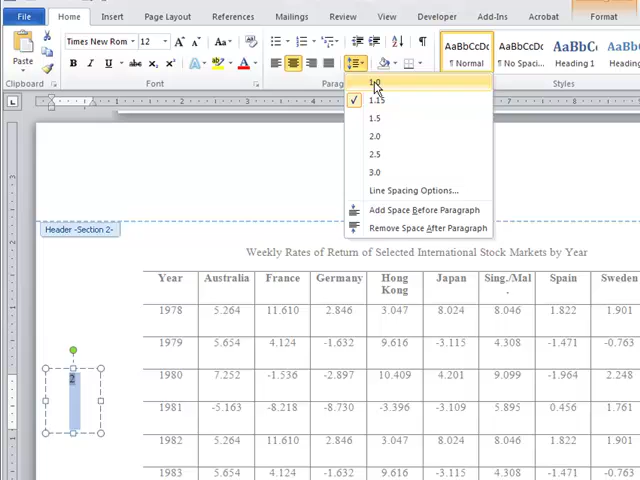 File Home Insert Page Layout References Mailings Review View Developer Add-Ins Acrobat Format
Paste
Clipboard
Times New Rom 12
Font
AaBbCcDc AaBbCcDc AaBbC AaBbCc
¶ Normal ¶ No Spaci... Heading 1 Heading
Styles
1.0
1.15
1.5
2.0
2.5
3.0
Line Spacing Options...
Add Space Before Paragraph
Remove Space After Paragraph
Header -Section 2-
Weekly Rates of Return of Selected International Stock Markets by Year
Year Australia France Germany Hong Kong Japan Sing./Mal. Spain Sweden
1978 5.264 11.610 2.846 3.047 8.024 8.046 1.822 1.901
1979 5.654 4.124 -1.632 9.616 -3.115 4.308 -1.471 -0.763
1980 7.252 -1.536 -2.897 10.409 4.201 9.099 -1.964 2.248
2
1981 -5.163 -8.218 -8.730 -3.396 -3.109 5.895 0.456 1.761
1982 5.264 11.610 2.846 3.047 8.024 8.046 1.822 1.901
1983 5.654 4.124 -1.632 9.616 -3.115 4.308 -1.471 -0.763